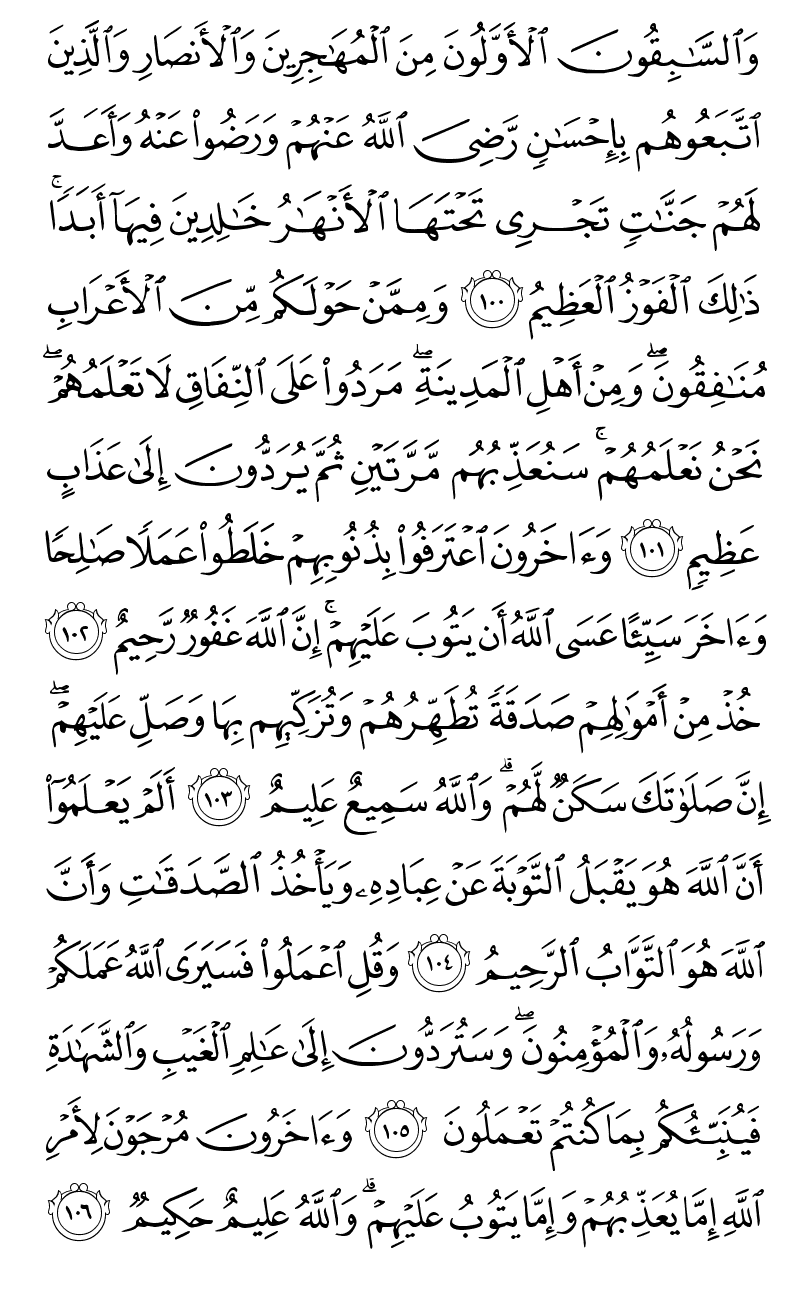 وَٱلسَّـٰبِقُونَ ٱلْأَوَّلُونَ مِنَ ٱلْمُهَـٰجِرِينَ وَٱلْأَنصَارِ وَٱلَّذِينَ
ٱتَّبَعُوهُم بِإِحْسَـٰنٍ رَّضِىَ ٱللَّهُ عَنْهُمْ وَرَضُوا۟ عَنْهُ وَأَعَدَّ
لَهُمْ جَنَّـٰتٍ تَجْرِى تَحْتَهَا ٱلْأَنْهَـٰرُ خَـٰلِدِينَ فِيهَآ أَبَدًا ۚ
ذَٰلِكَ ٱلْفَوْزُ ٱلْعَظِيمُ ١٠٠ وَمِمَّنْ حَوْلَكُم مِّنَ ٱلْأَعْرَابِ
مُنَـٰفِقُونَ ۖ وَمِنْ أَهْلِ ٱلْمَدِينَةِ ۖ مَرَدُوا۟ عَلَى ٱلنِّفَاقِ لَا تَعْلَمُهُمْ ۖ
نَحْنُ نَعْلَمُهُمْ ۚ سَنُعَذِّبُهُم مَّرَّتَيْنِ ثُمَّ يُرَدُّونَ إِلَىٰ عَذَابٍ
عَظِيمٍ ١٠١ وَءَاخَرُونَ ٱعْتَرَفُوا۟ بِذُنُوبِهِمْ خَلَطُوا۟ عَمَلًا صَـٰلِحًا
وَءَاخَرَ سَيِّئًا عَسَى ٱللَّهُ أَن يَتُوبَ عَلَيْهِمْ ۚ إِنَّ ٱللَّهَ غَفُورٌ رَّحِيمٌ ١٠٢
خُذْ مِنْ أَمْوَٰلِهِمْ صَدَقَةً تُطَهِّرُهُمْ وَتُزَكِّيهِم بِهَا وَصَلِّ عَلَيْهِمْ ۖ
إِنَّ صَلَوٰتَكَ سَكَنٌ لَّهُمْ ۗ وَٱللَّهُ سَمِيعٌ عَلِيمٌ ١٠٣ أَلَمْ يَعْلَمُوٓا۟
أَنَّ ٱللَّهَ هُوَ يَقْبَلُ ٱلتَّوْبَةَ عَنْ عِبَادِهِۦ وَيَأْخُذُ ٱلصَّدَقَـٰتِ وَأَنَّ
ٱللَّهَ هُوَ ٱلتَّوَّابُ ٱلرَّحِيمُ ١٠٤ وَقُلِ ٱعْمَلُوا۟ فَسَيَرَى ٱللَّهُ عَمَلَكُمْ
وَرَسُولُهُۥ وَٱلْمُؤْمِنُونَ ۖ وَسَتُرَدُّونَ إِلَىٰ عَـٰلِمِ ٱلْغَيْبِ وَٱلشَّهَـٰدَةِ
فَيُنَبِّئُكُم بِمَا كُنتُمْ تَعْمَلُونَ ١٠٥ وَءَاخَرُونَ مُرْجَوْنَ لِأَمْرِ
ٱللَّهِ إِمَّا يُعَذِّبُهُمْ وَإِمَّا يَتُوبُ عَلَيْهِمْ ۗ وَٱللَّهُ عَلِيمٌ حَكِيمٌ ١٠٦